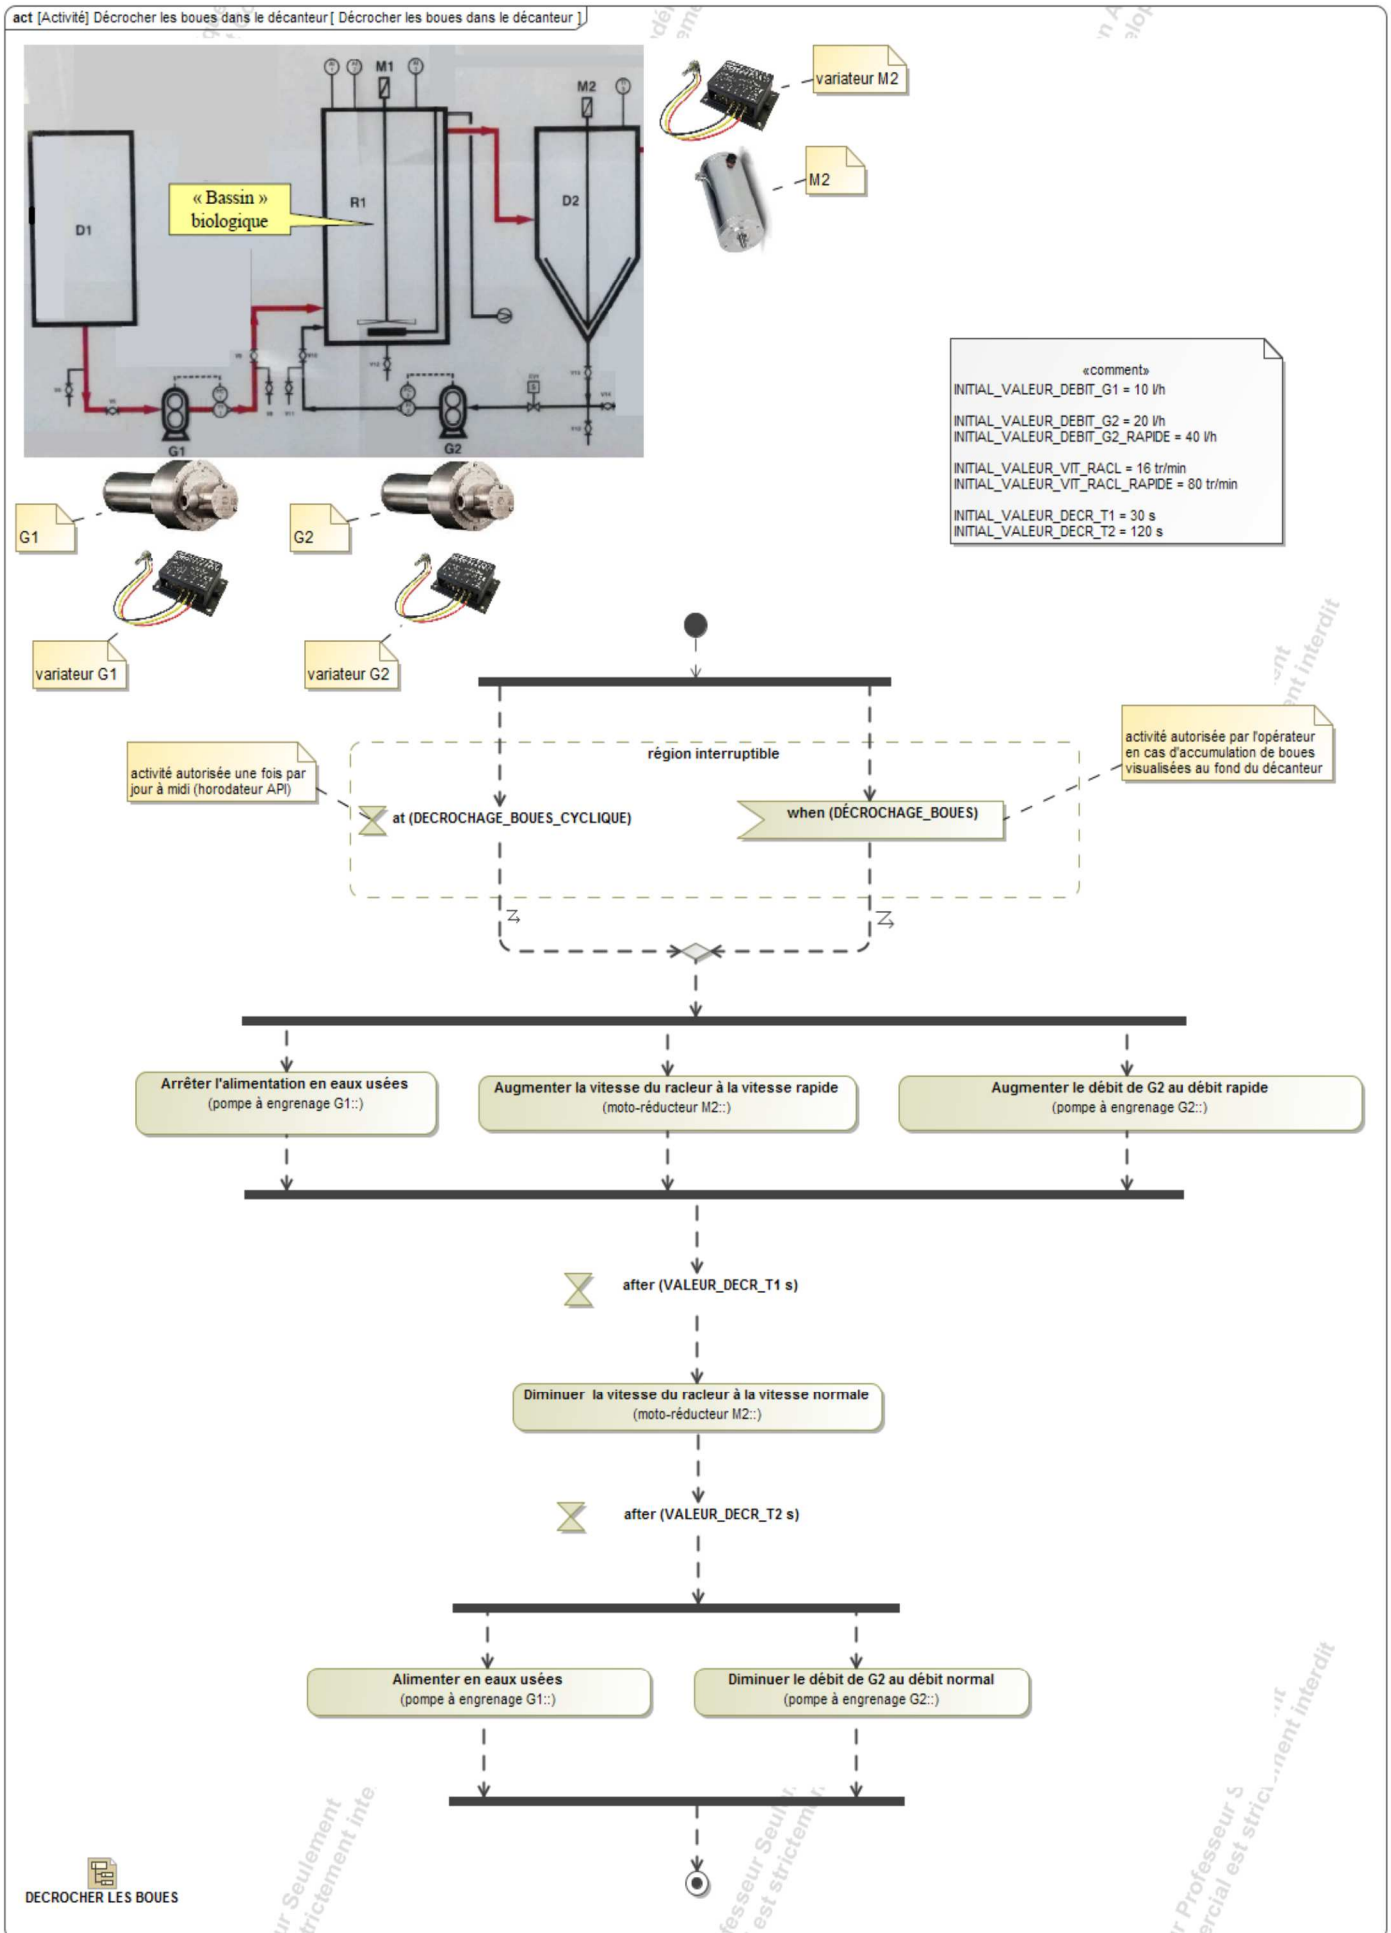 act [Activité] Décrocher les boues dans le décanteur [ Décrocher les boues dans le décanteur ]
M1
M2
variateur M2
M2
« Bassin »
biologique
D1
R1
D2
G1
G2
«comment»
INITIAL_VALEUR_DEBIT_G1 = 10 l/h
INITIAL_VALEUR_DEBIT_G2 = 20 l/h
INITIAL_VALEUR_DEBIT_G2_RAPIDE = 40 l/h
INITIAL_VALEUR_VIT_RACL = 16 tr/min
INITIAL_VALEUR_VIT_RACL_RAPIDE = 80 tr/min
INITIAL_VALEUR_DECR_T1 = 30 s
INITIAL_VALEUR_DECR_T2 = 120 s
G1
G2
variateur G1
variateur G2
région interruptible
activité autorisée une fois par
jour à midi (horodateur API)
activité autorisée par l'opérateur
en cas d'accumulation de boues
visualisées au fond du décanteur
at (DECROCHAGE_BOUES_CYCLIQUE)
when (DÉCROCHAGE_BOUES)
Arrêter l'alimentation en eaux usées
(pompe à engrenage G1::)
Augmenter la vitesse du racleur à la vitesse rapide
(moto-réducteur M2::)
Augmenter le débit de G2 au débit rapide
(pompe à engrenage G2::)
after (VALEUR_DECR_T1 s)
Diminuer la vitesse du racleur à la vitesse normale
(moto-réducteur M2::)
after (VALEUR_DECR_T2 s)
Alimenter en eaux usées
(pompe à engrenage G1::)
Diminuer le débit de G2 au débit normal
(pompe à engrenage G2::)
DECROCHER LES BOUES